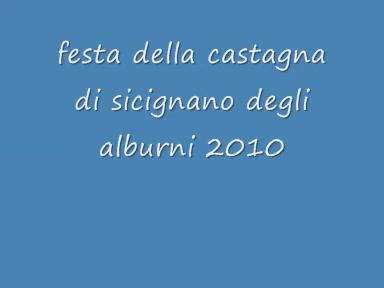 festa della castagna
di sicignano degli
alburni 2010